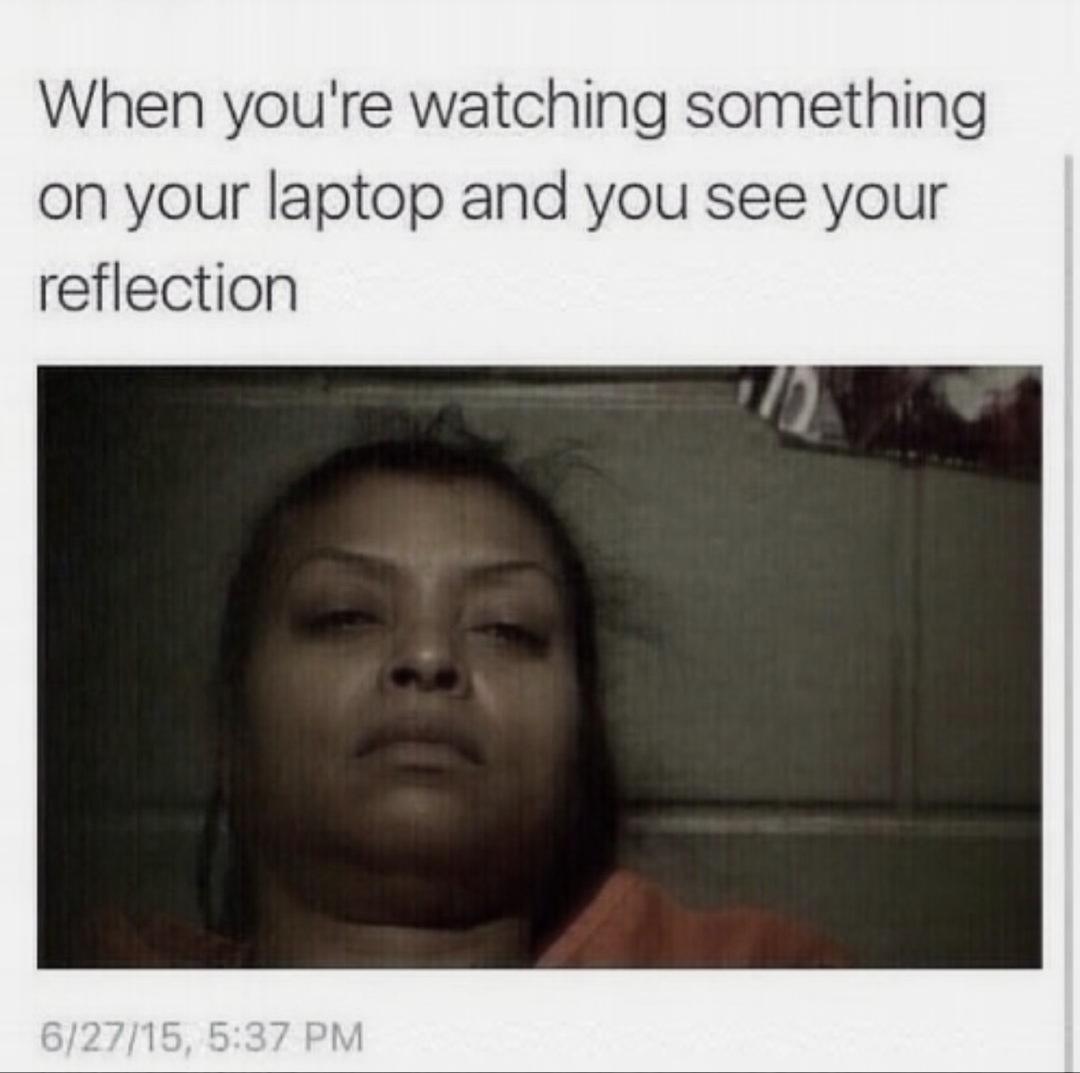 When you're watching something
on your laptop and you see your
reflection
6/27/15, 5:37 PM